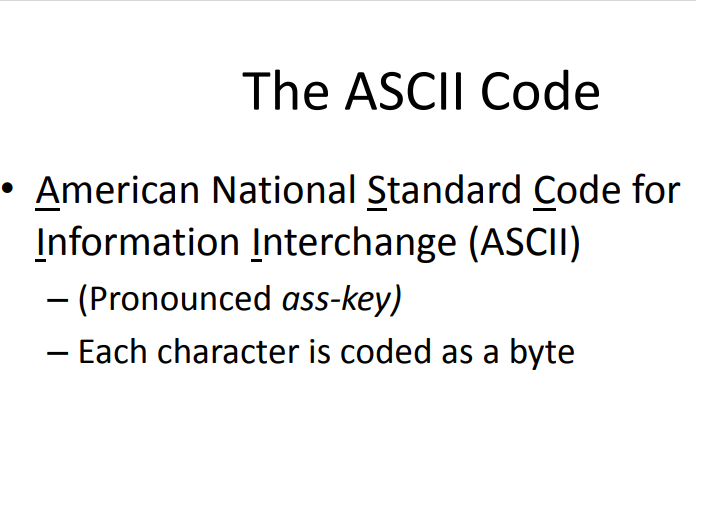 The ASCII Code
• American National Standard Code for
Information Interchange (ASCII)
– (Pronounced ass-key)
– Each character is coded as a byte